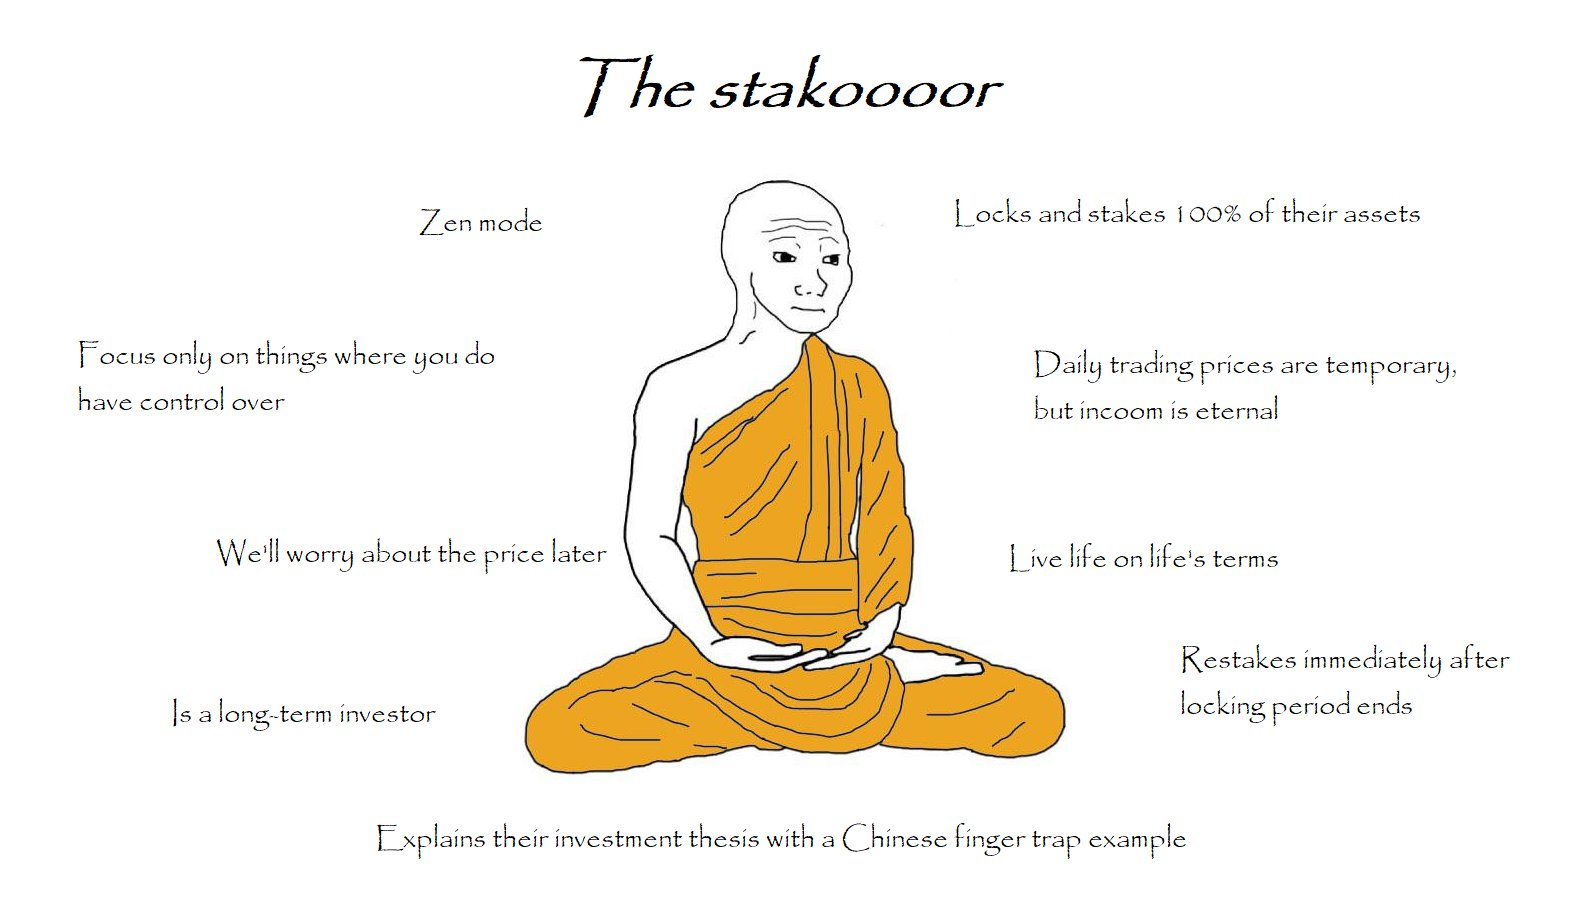 The stakoooor
Zen mode
Locks and stakes 100% of their assets
Focus only on things where you do
have control over
Daily trading prices are temporary,
but incoom is eternal
We'll worry about the price later
Live life on life's terms
Is a long-term investor
Restakes immediately after
locking period ends
Explains their investment thesis with a Chinese finger trap example